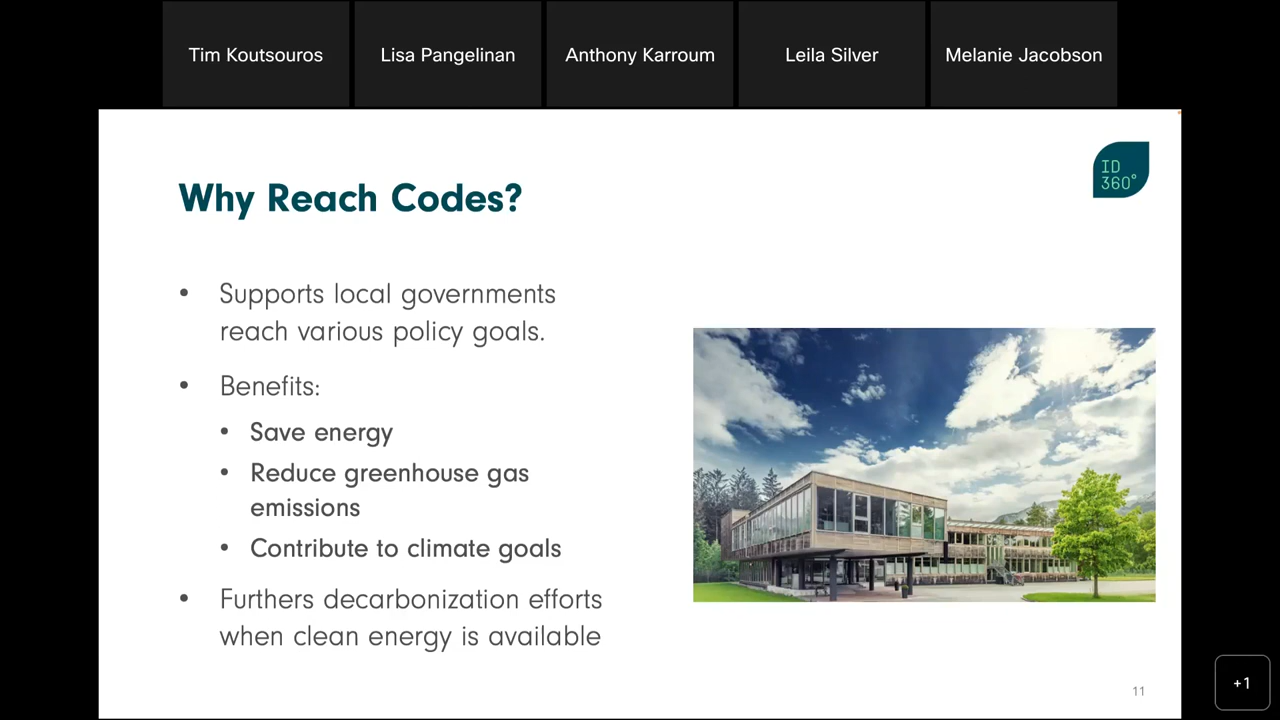 Tim Koutsouros
Lisa Pangelinan
Anthony Karroum
Leila Silver
Melanie Jacobson
ID
360°
Why Reach Codes?
• Supports local governments
reach various policy goals.
• Benefits:
• Save energy
• Reduce greenhouse gas
emissions
• Contribute to climate goals
• Furthers decarbonization efforts
when clean energy is available
11
+1